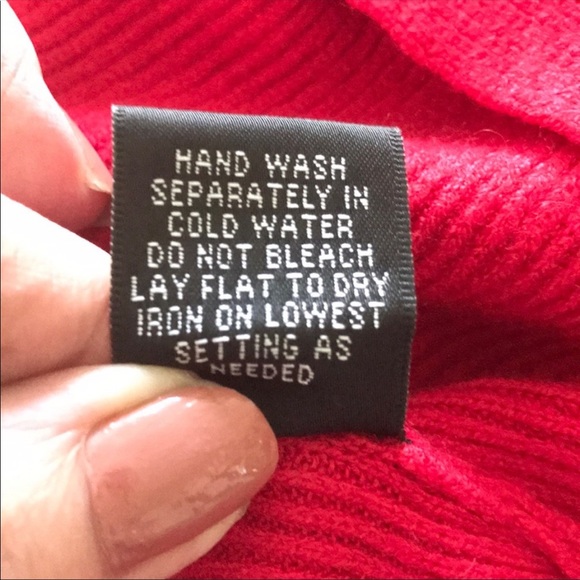 HAND WASH
SEPARATELY IN
COLD WATER
DO NOT BLEACH
LAY FLAT TO DRY
IRON ON LOWEST
SETTING AS
NEEDED